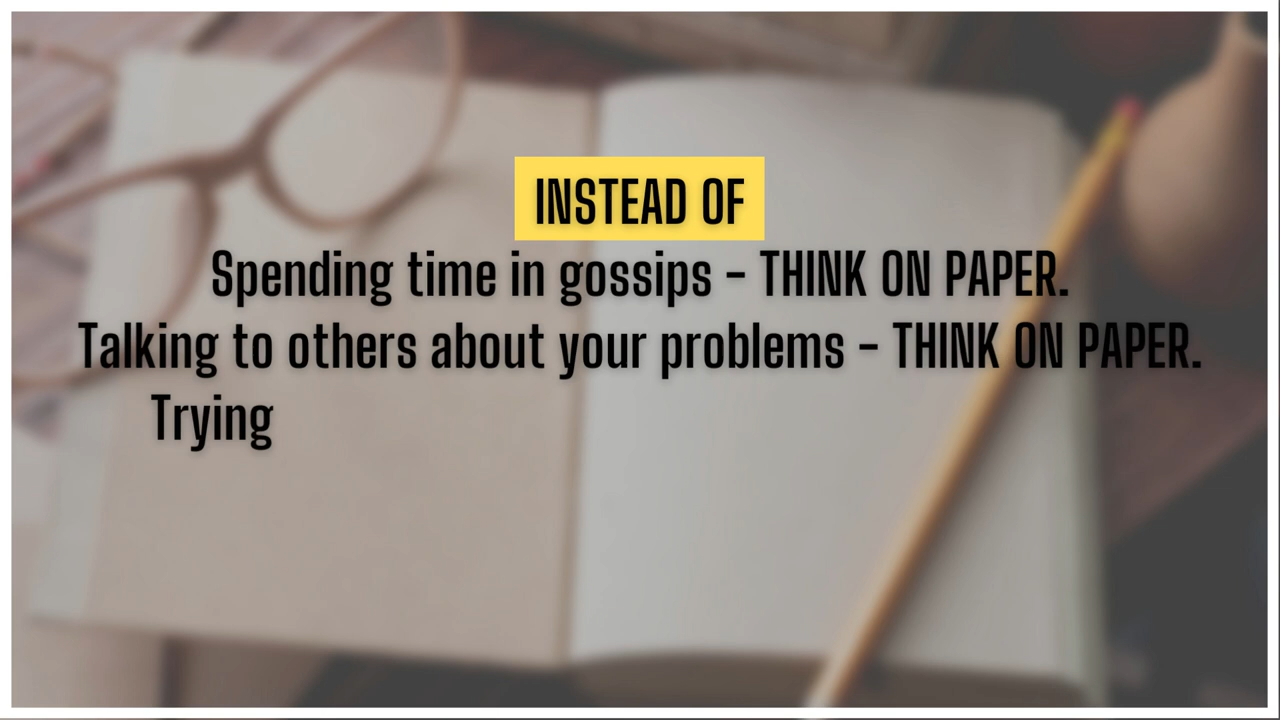 INSTEAD OF
Spending time in gossips - THINK ON PAPER.
Talking to others about your problems - THINK ON PAPER.
Trying